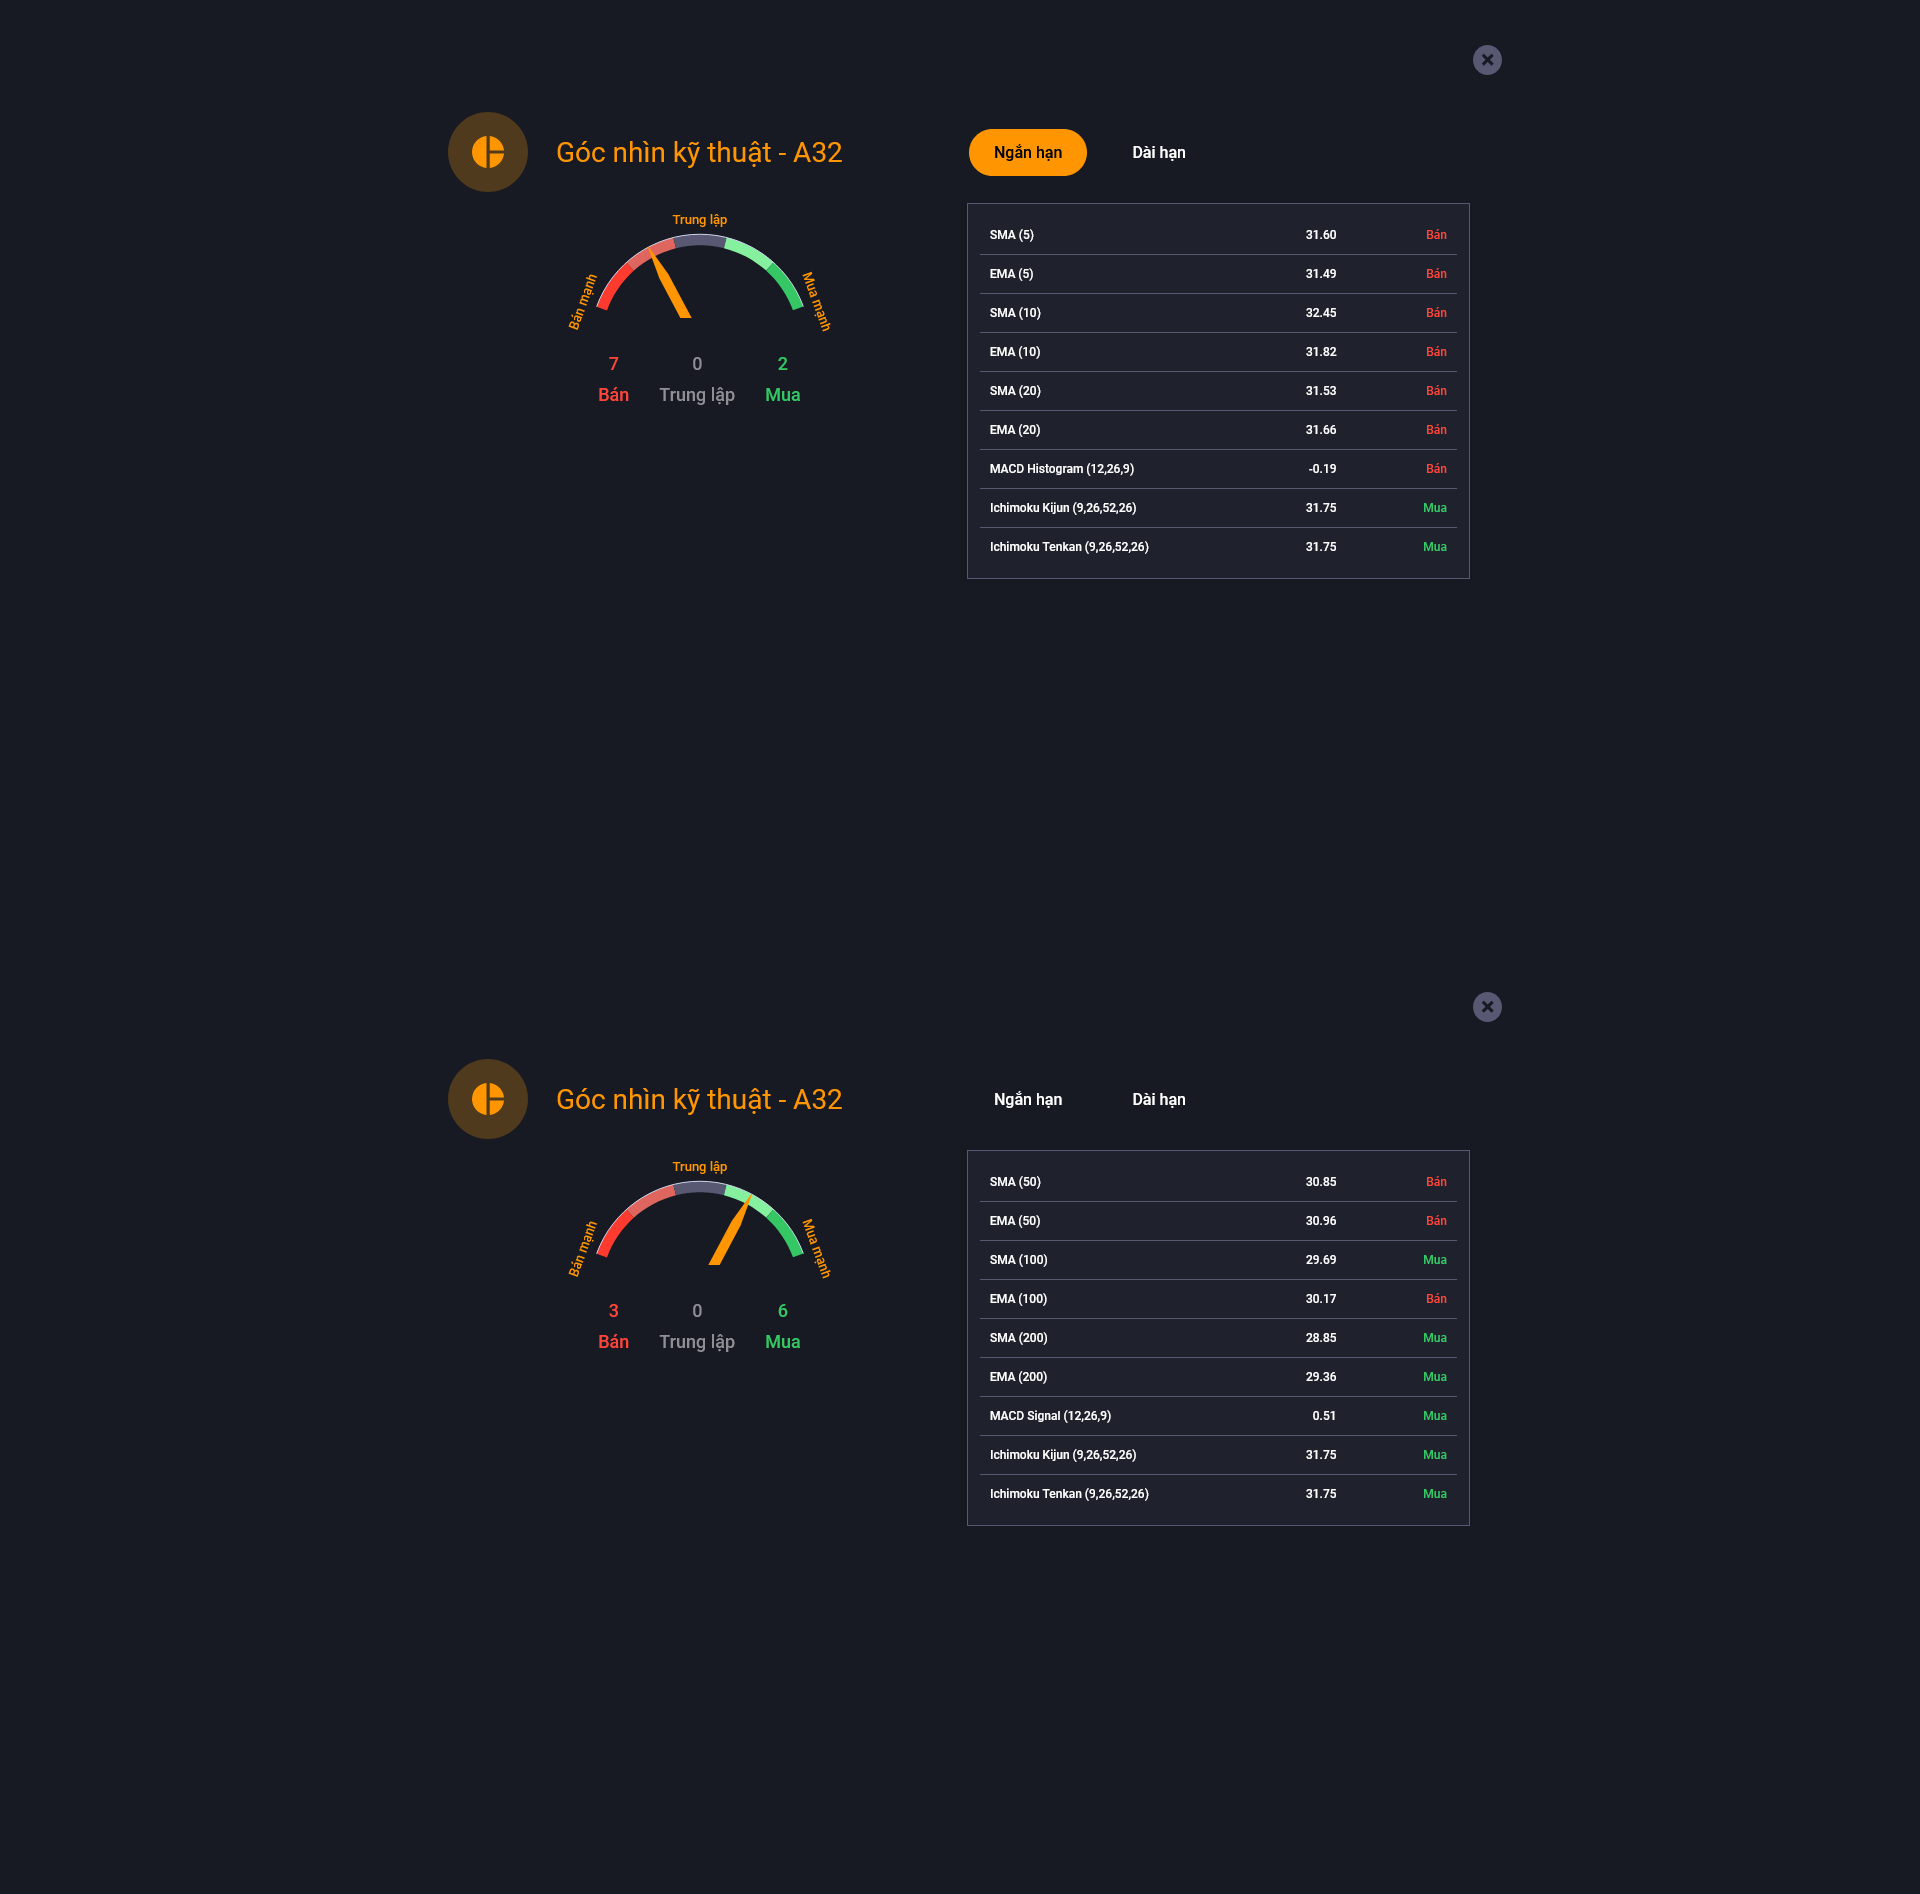 Góc nhìn kỹ thuật - A32
Ngắn hạn
Dài hạn
Trung lập
Bán mạnh
Mua mạnh
7 0 2
Bán Trung lập Mua
SMA (5) 31.60 Bán
EMA (5) 31.49 Bán
SMA (10) 32.45 Bán
EMA (10) 31.82 Bán
SMA (20) 31.53 Bán
EMA (20) 31.66 Bán
MACD Histogram (12,26,9) -0.19 Bán
Ichimoku Kijun (9,26,52,26) 31.75 Mua
Ichimoku Tenkan (9,26,52,26) 31.75 Mua
Góc nhìn kỹ thuật - A32
Ngắn hạn
Dài hạn
Trung lập
Bán mạnh
Mua mạnh
3 0 6
Bán Trung lập Mua
SMA (50) 30.85 Bán
EMA (50) 30.96 Bán
SMA (100) 29.69 Mua
EMA (100) 30.17 Bán
SMA (200) 28.85 Mua
EMA (200) 29.36 Mua
MACD Signal (12,26,9) 0.51 Mua
Ichimoku Kijun (9,26,52,26) 31.75 Mua
Ichimoku Tenkan (9,26,52,26) 31.75 Mua